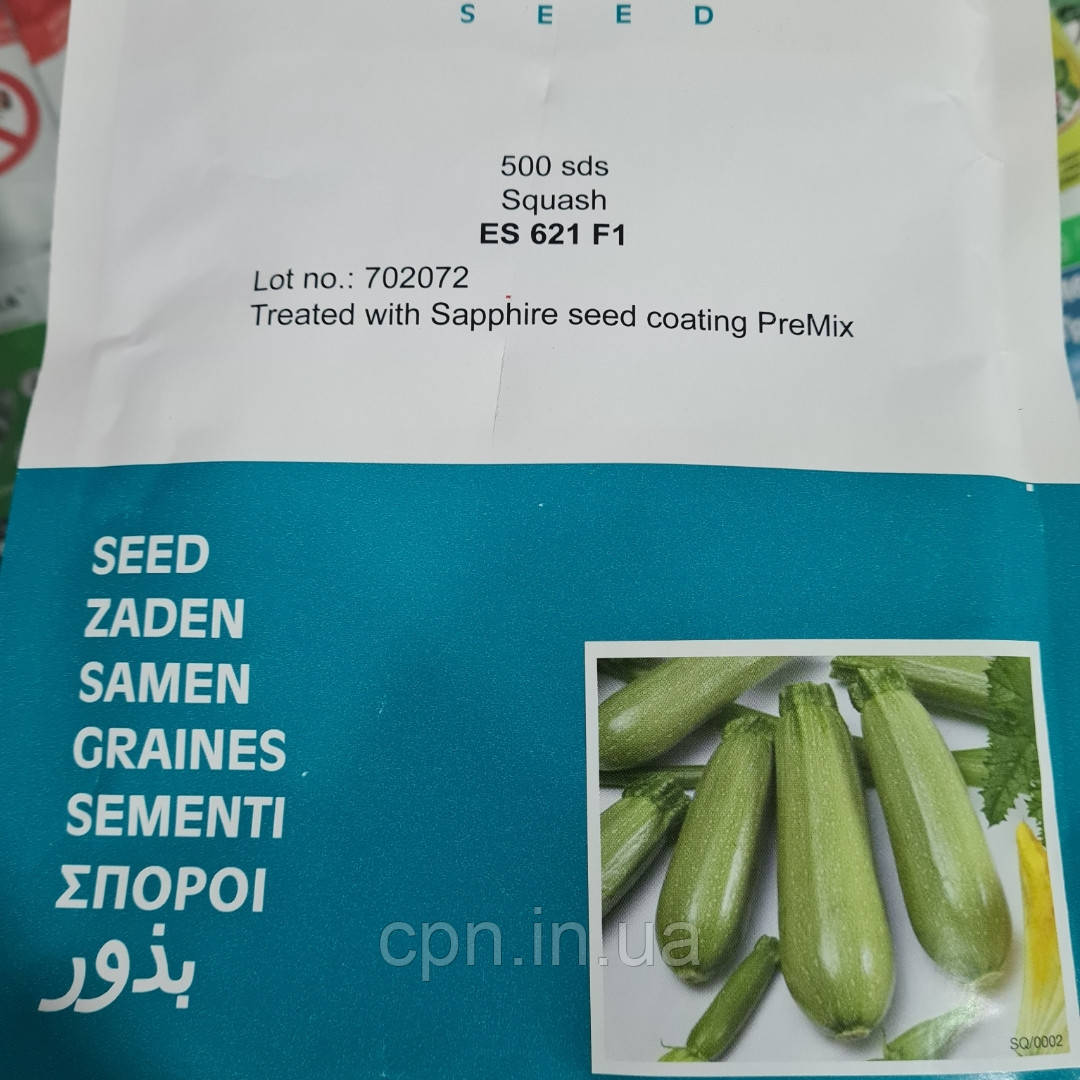 S E E D
500 sds
Squash
ES 621 F1
Lot no.: 702072
Treated with Sapphire seed coating PreMix
SEED
ZADEN
SAMEN
GRAINES
SEMENTI
ΣΠΟΡΟΙ
بذور
cpn.in.ua
SQ/0002